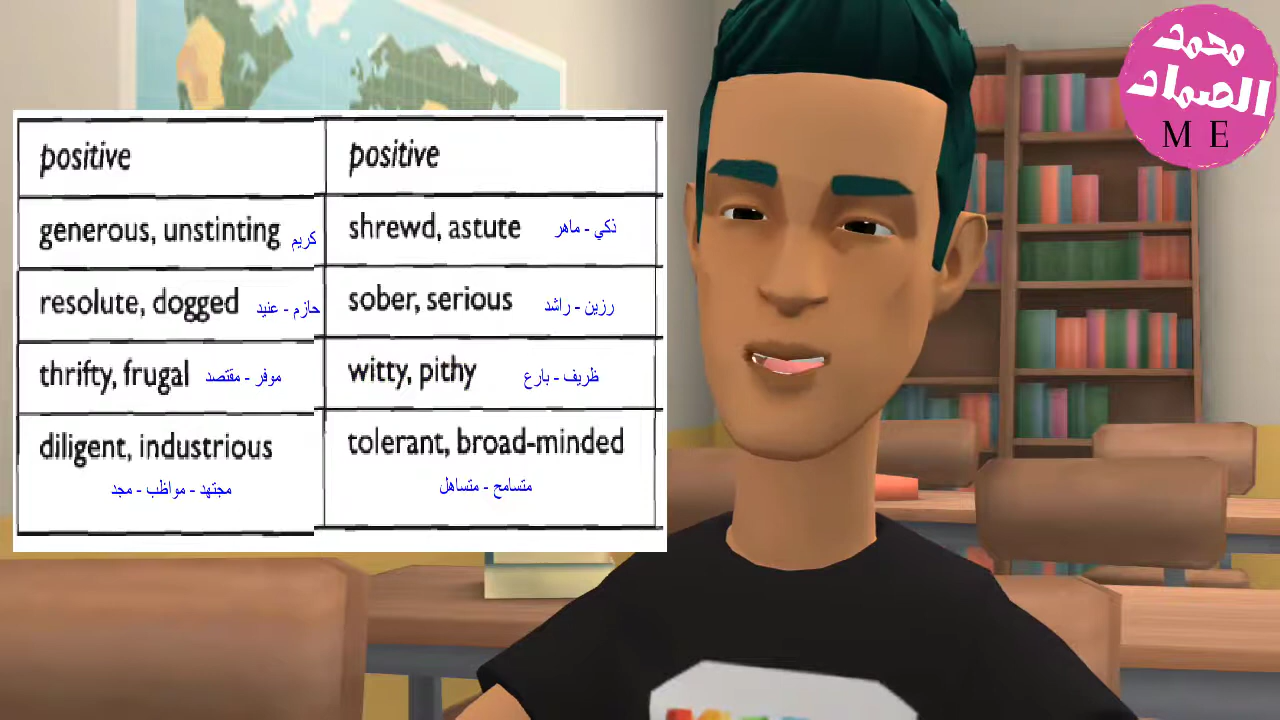 positive
positive
generous, unstinting كريم
shrewd, astute ذكي - ماهر
resolute, dogged حازم - عنيد
sober, serious رزين - راشد
thrifty, frugal موفر - مقتصد
witty, pithy ظريف - بارع
diligent, industrious
مجتهد - مواظب - مجد
tolerant, broad-minded
متسامح - متساهل
محمد
الصماد
M E